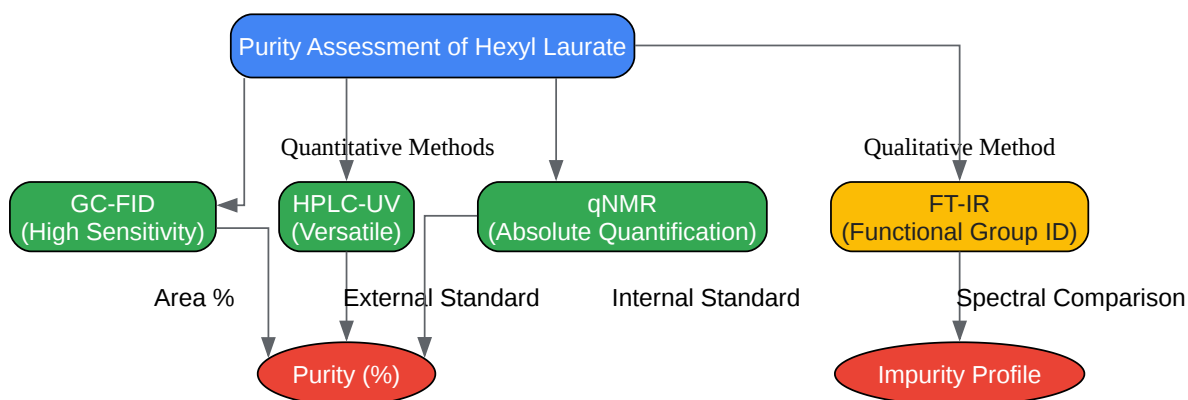 Purity Assessment of Hexyl Laurate
Quantitative Methods
Qualitative Method
GC-FID
(High Sensitivity)
HPLC-UV
(Versatile)
qNMR
(Absolute Quantification)
FT-IR
(Functional Group ID)
Area %
External Standard
Internal Standard
Spectral Comparison
Purity (%)
Impurity Profile